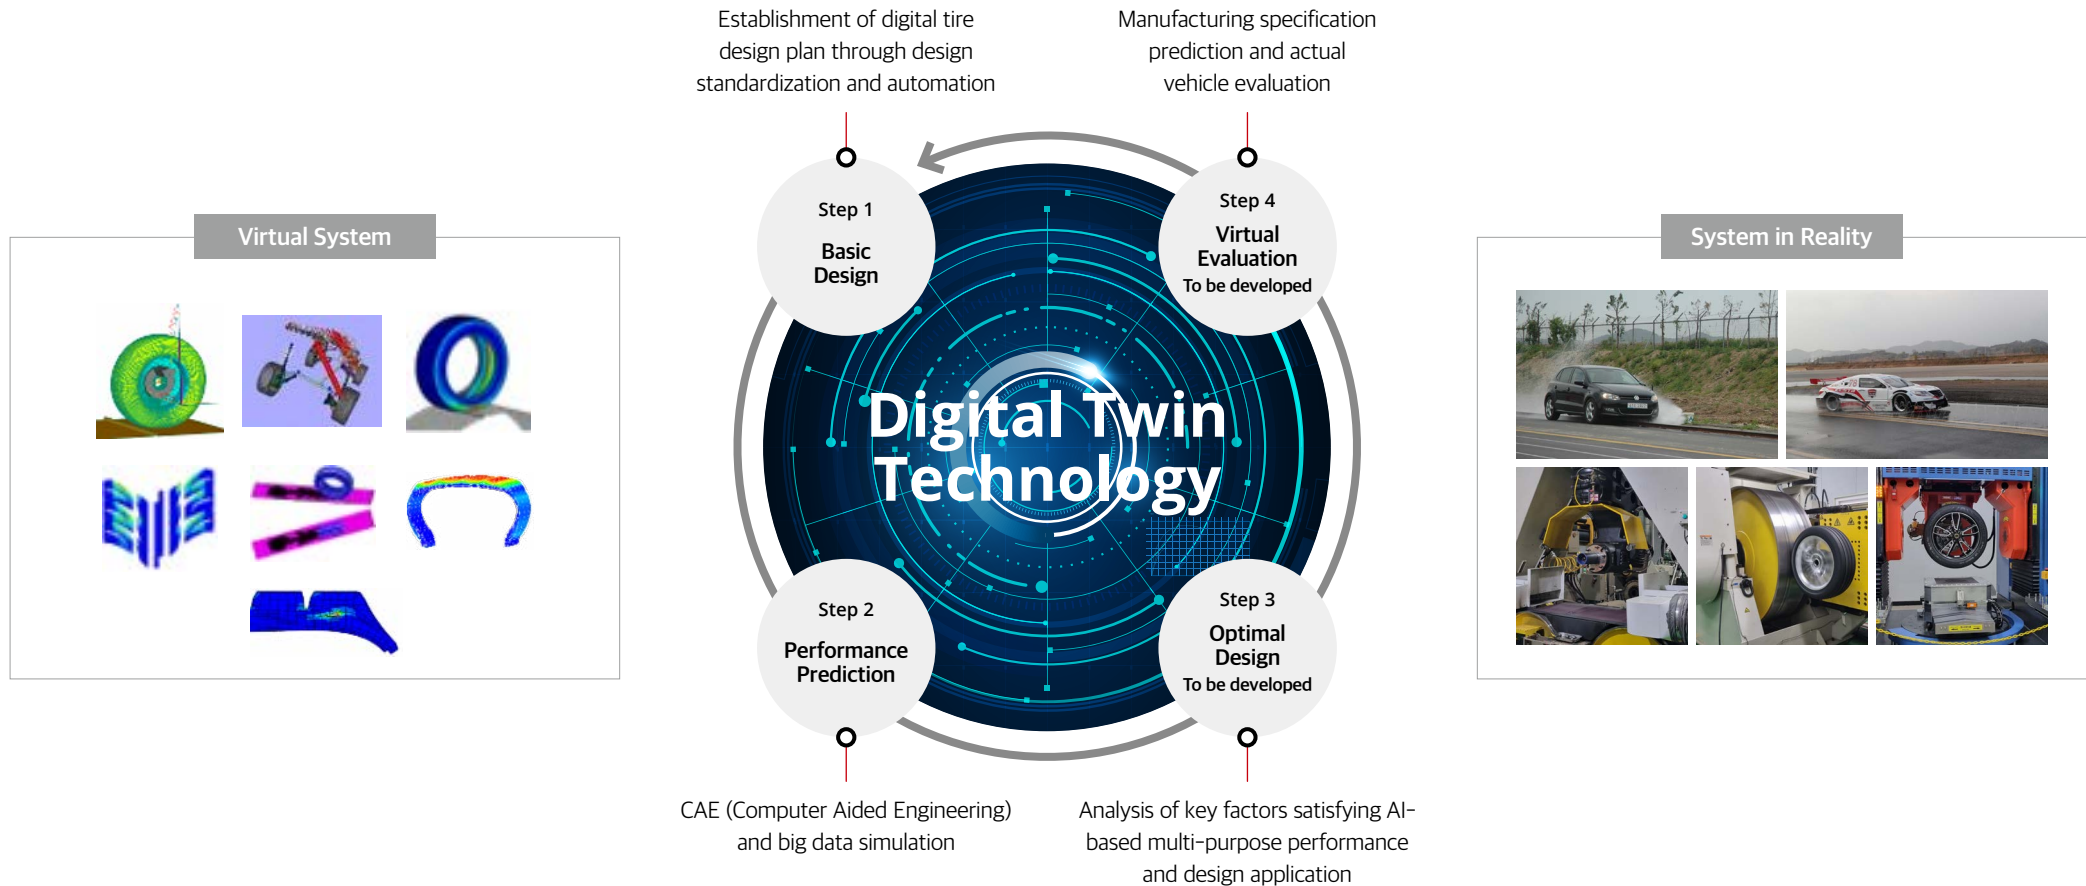 Establishment of digital tire
design plan through design
standardization and automation
Manufacturing specification
prediction and actual
vehicle evaluation
Virtual System
Step 1
Basic
Design
Step 4
Virtual
Evaluation
To be developed
System in Reality
Digital Twin
Technology
Step 2
Performance
Prediction
Step 3
Optimal
Design
To be developed
CAE (Computer Aided Engineering)
and big data simulation
Analysis of key factors satisfying AI-
based multi-purpose performance
and design application